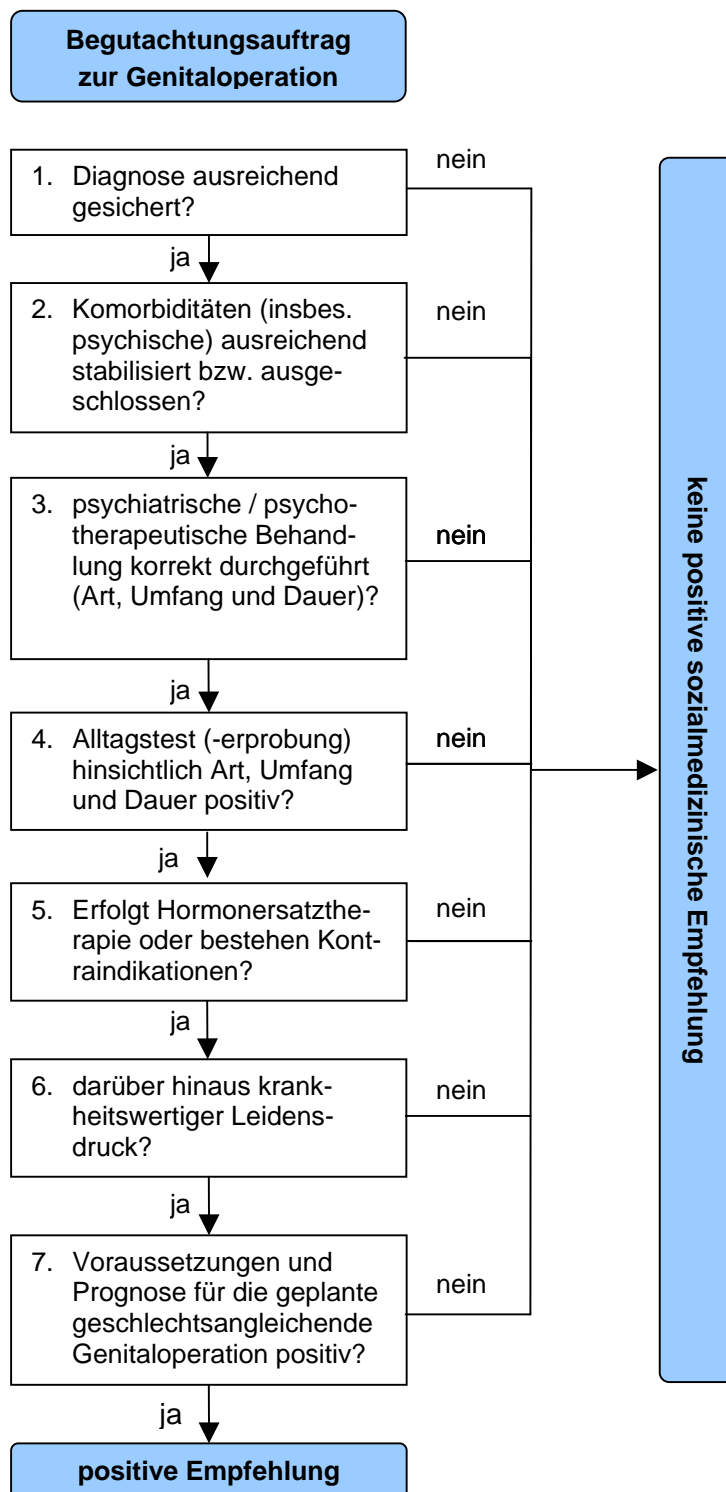 Begutachtungsauftrag
zur Genitaloperation
1. Diagnose ausreichend
gesichert?
nein
ja
2. Komorbiditäten (insbes.
psychische) ausreichend
stabilisiert bzw. ausge-
schlossen?
nein
ja
3. psychiatrische / psycho-
therapeutische Behand-
lung korrekt durchgeführt
(Art, Umfang und Dauer)?
nein
ja
4. Alltagstest (-erprobung)
hinsichtlich Art, Umfang
und Dauer positiv?
nein
ja
5. Erfolgt Hormonersatzthe-
rapie oder bestehen Kont-
raindikationen?
nein
ja
6. darüber hinaus krank-
heitswertiger Leidens-
druck?
nein
ja
7. Voraussetzungen und
Prognose für die geplante
geschlechtsangleichende
Genitaloperation positiv?
nein
ja
positive Empfehlung
keine positive sozialmedizinische Empfehlung